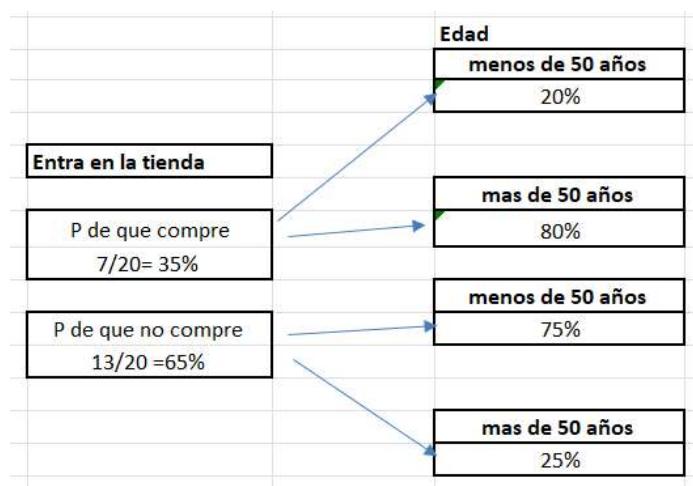 Edad
menos de 50 años
20%
Entra en la tienda
mas de 50 años
P de que compre
80%
7/20= 35%
menos de 50 años
P de que no compre
75%
13/20 =65%
mas de 50 años
25%